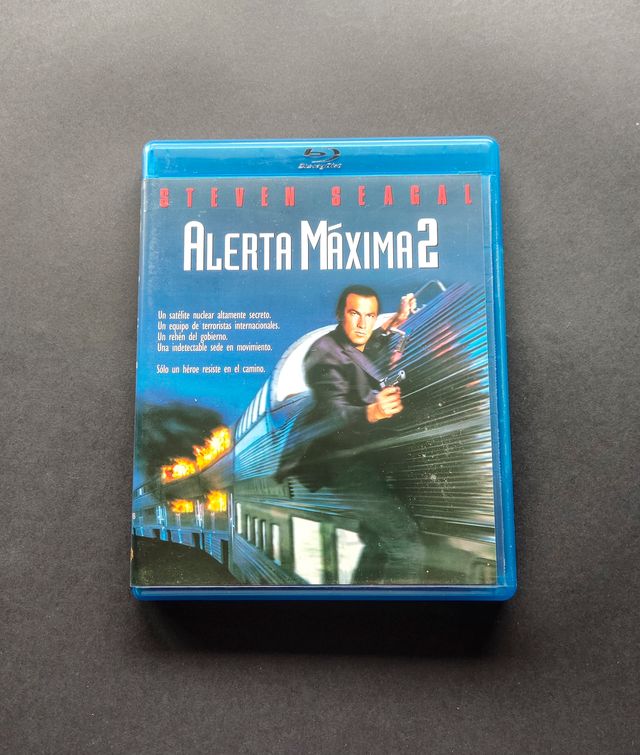 Blu-ray Disc
STEVEN SEAGAL
ALERTA MÁXIMA 2
Un satélite nuclear altamente secreto.
Un equipo de terroristas internacionales.
Un rehén del gobierno.
Una indetectable sede en movimiento.
Sólo un héroe resiste en el camino.